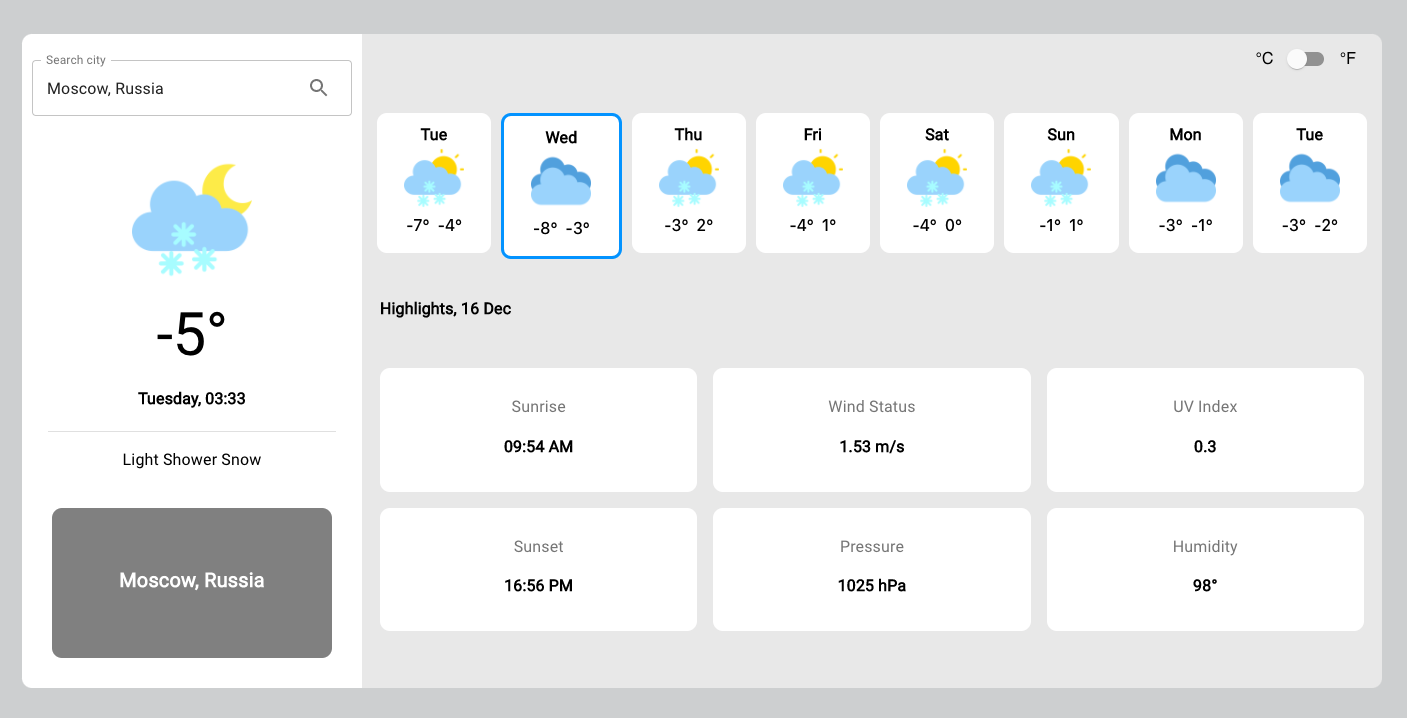 Search city
Moscow, Russia
-5°
Tuesday, 03:33
Light Shower Snow
Moscow, Russia
°C °F
Tue Wed Thu Fri Sat Sun Mon Tue
-7° -4° -8° -3° -3° 2° -4° 1° -4° 0° -1° 1° -3° -1° -3° -2°
Highlights, 16 Dec
Sunrise Wind Status UV Index
09:54 AM 1.53 m/s 0.3
Sunset Pressure Humidity
16:56 PM 1025 hPa 98°